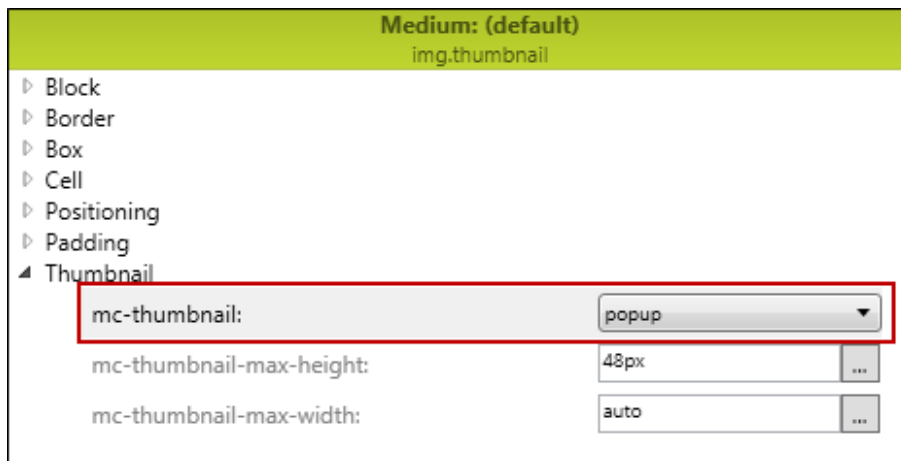 Medium: (default)
img.thumbnail
Block
Border
Box
Cell
Positioning
Padding
Thumbnail
mc-thumbnail: popup
mc-thumbnail-max-height: 48px ...
mc-thumbnail-max-width: auto ...